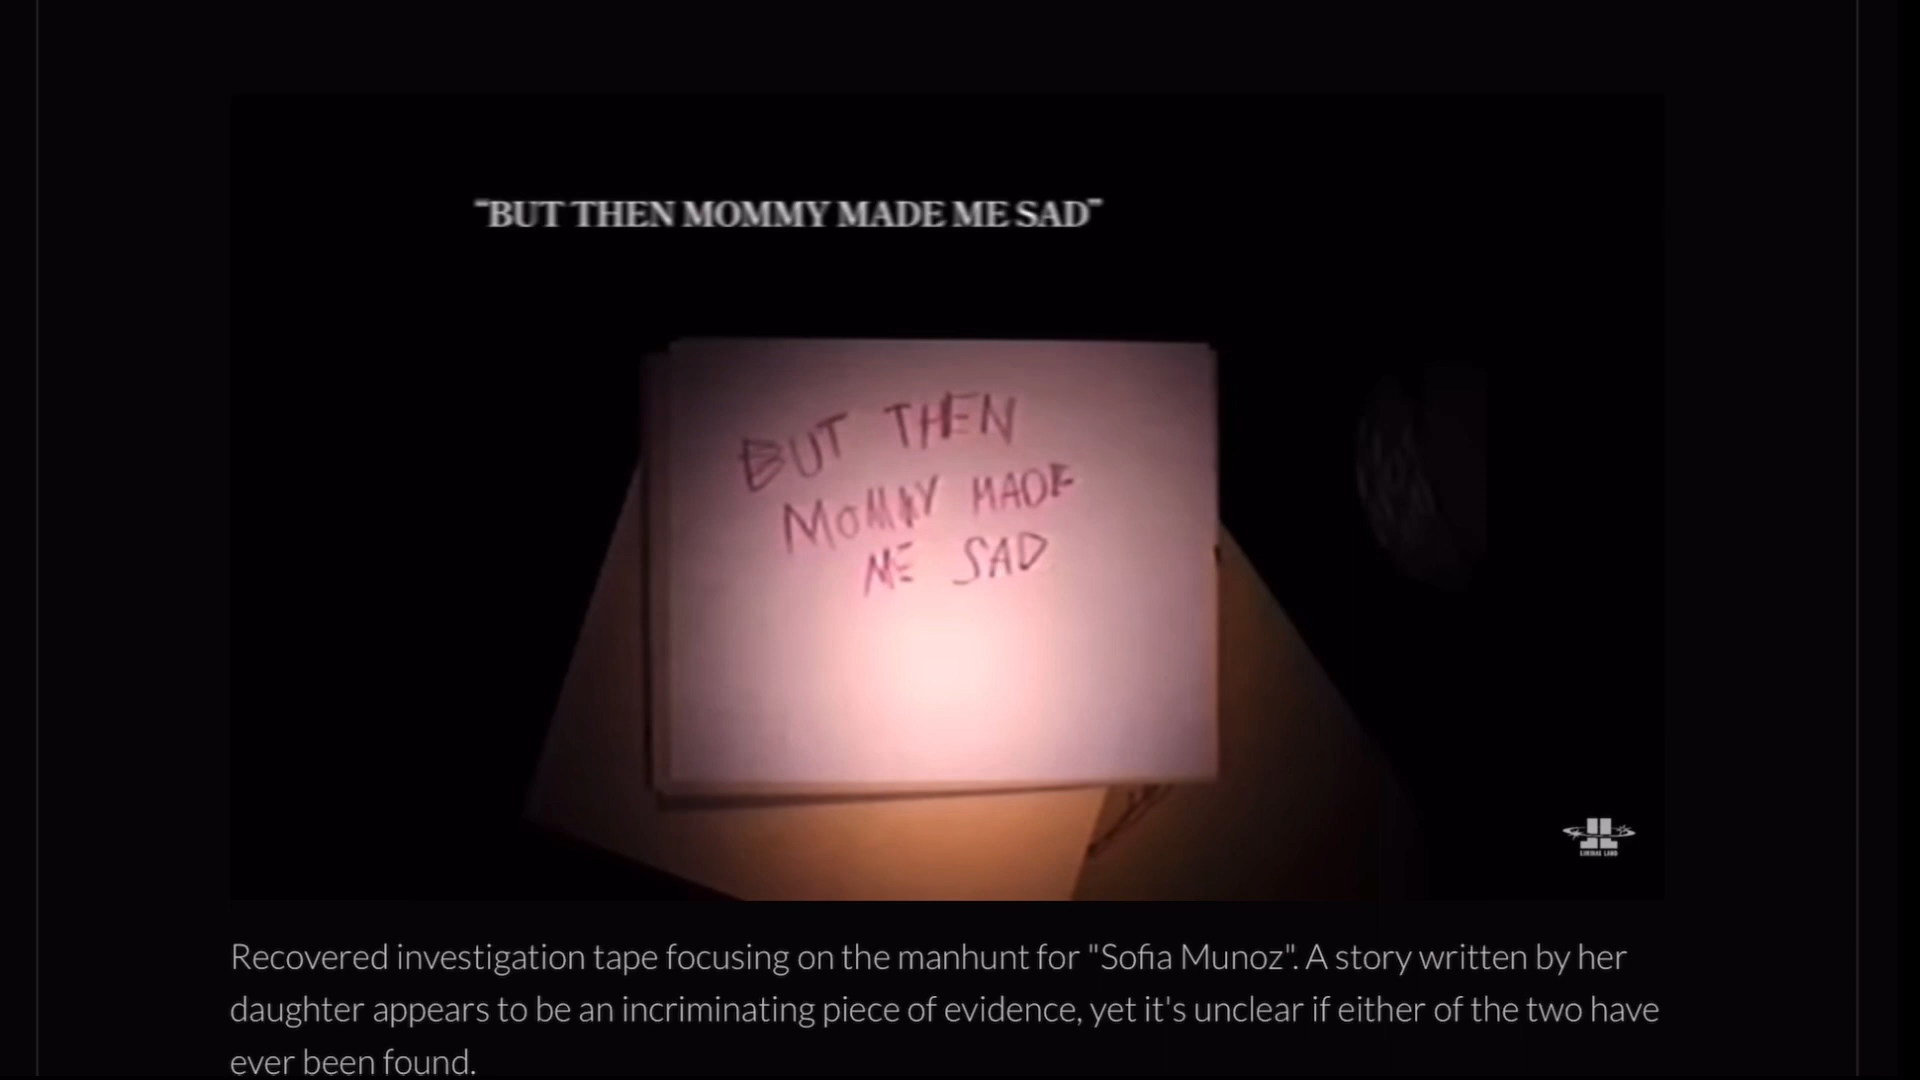 "BUT THEN MOMMY MADE ME SAD"
BUT THEN
MOMMY MADE
ME SAD
LIMINAL LAND
Recovered investigation tape focusing on the manhunt for "Sofia Munoz". A story written by her
daughter appears to be an incriminating piece of evidence, yet it's unclear if either of the two have
ever been found.